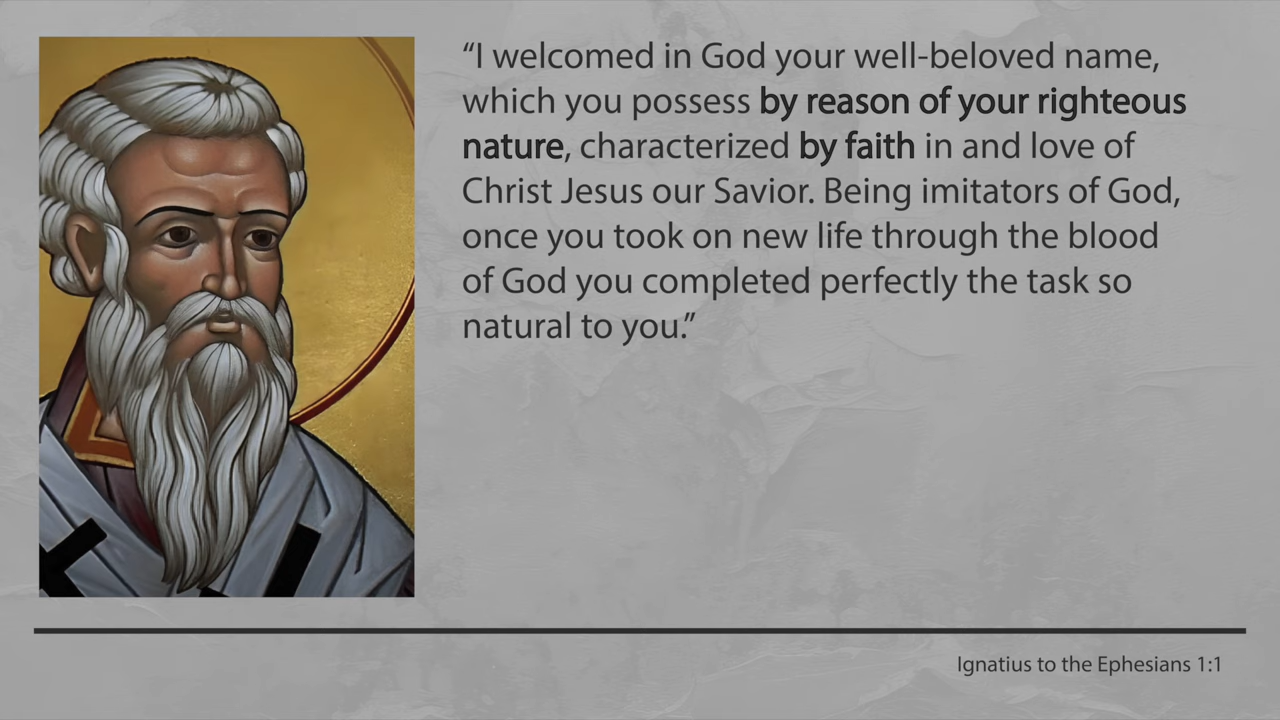 “I welcomed in God your well-beloved name,
which you possess by reason of your righteous
nature, characterized by faith in and love of
Christ Jesus our Savior. Being imitators of God,
once you took on new life through the blood
of God you completed perfectly the task so
natural to you.”
Ignatius to the Ephesians 1:1